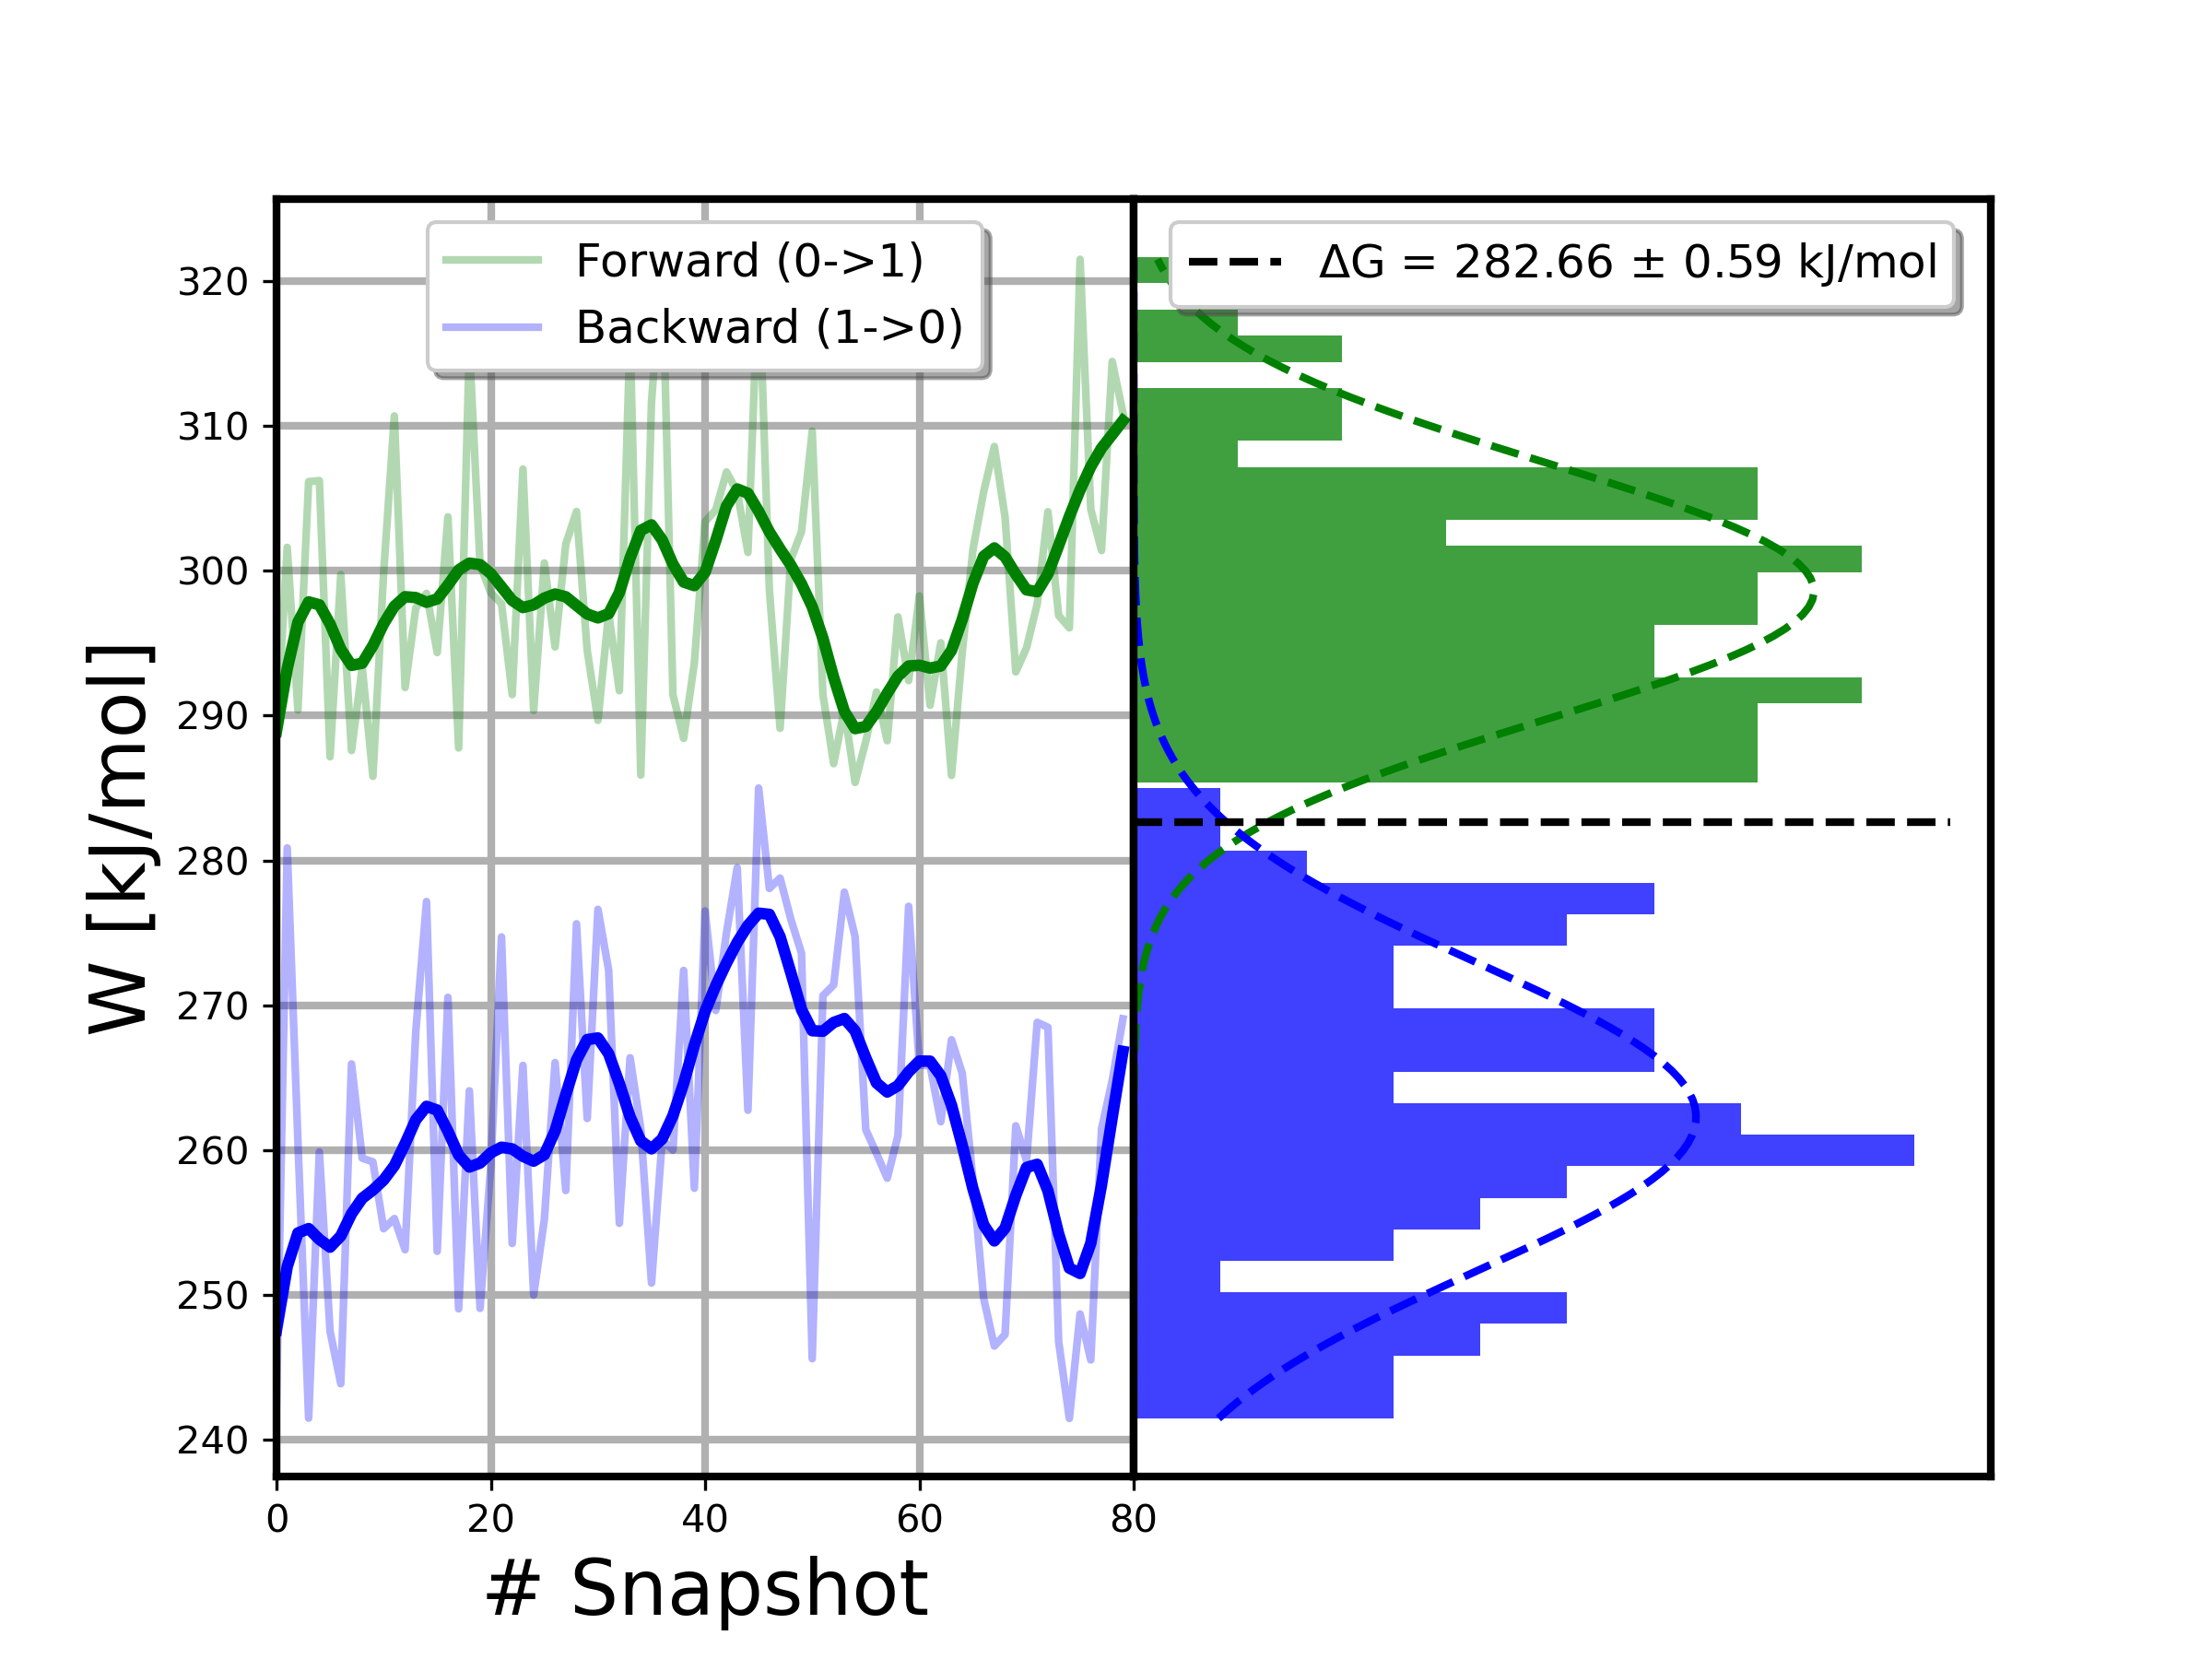 Forward (0->1)
Backward (1->0)
ΔG = 282.66 ± 0.59 kJ/mol
320
310
300
290
280
270
260
250
240
W [kJ/mol]
0 20 40 60 80
# Snapshot